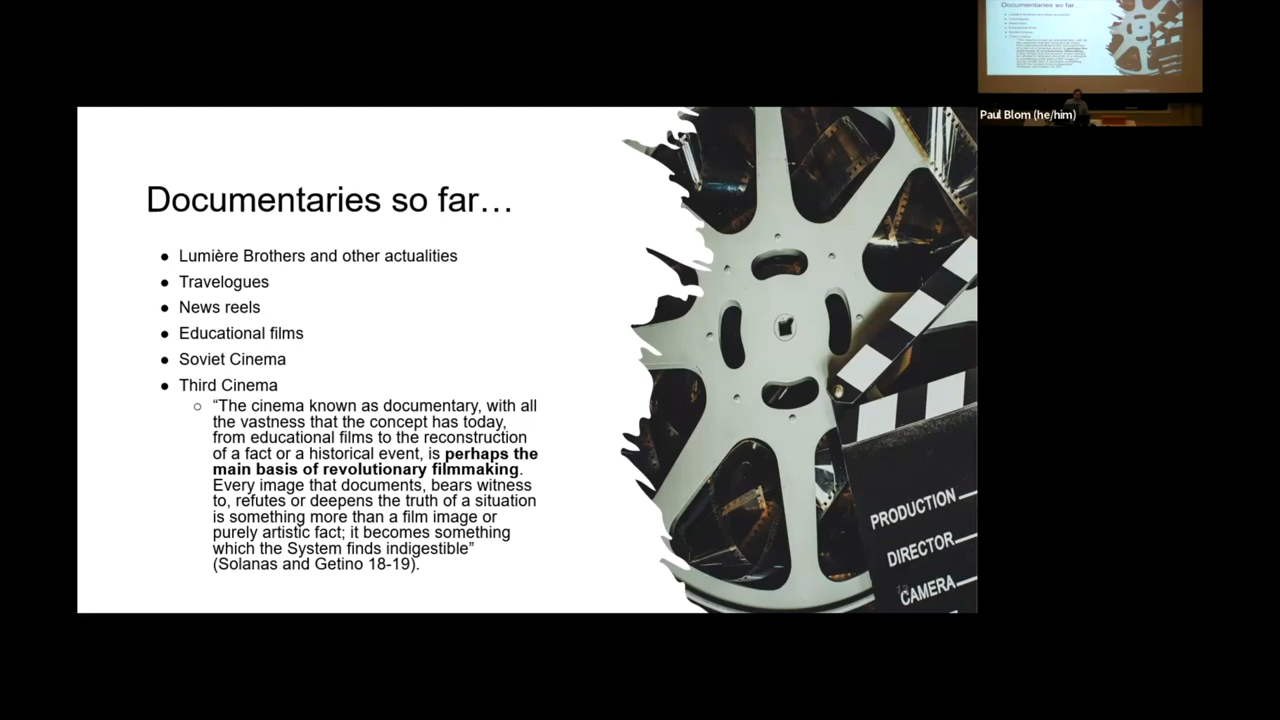 Documentaries so far…
● Lumière Brothers and other actualities
● Travelogues
● News reels
● Educational films
● Soviet Cinema
● Third Cinema
○ “The cinema known as documentary, with all
the vastness that the concept has today,
from educational films to the reconstruction
of a fact or a historical event, is perhaps the
main basis of revolutionary filmmaking.
Every image that documents, bears witness
to, refutes or deepens the truth of a situation
is something more than a film image or
purely artistic fact; it becomes something
which the System finds indigestible”
(Solanas and Getino 18-19).
PRODUCTION
DIRECTOR
CAMERA
Documentaries so far…
Paul Blom (he/him)